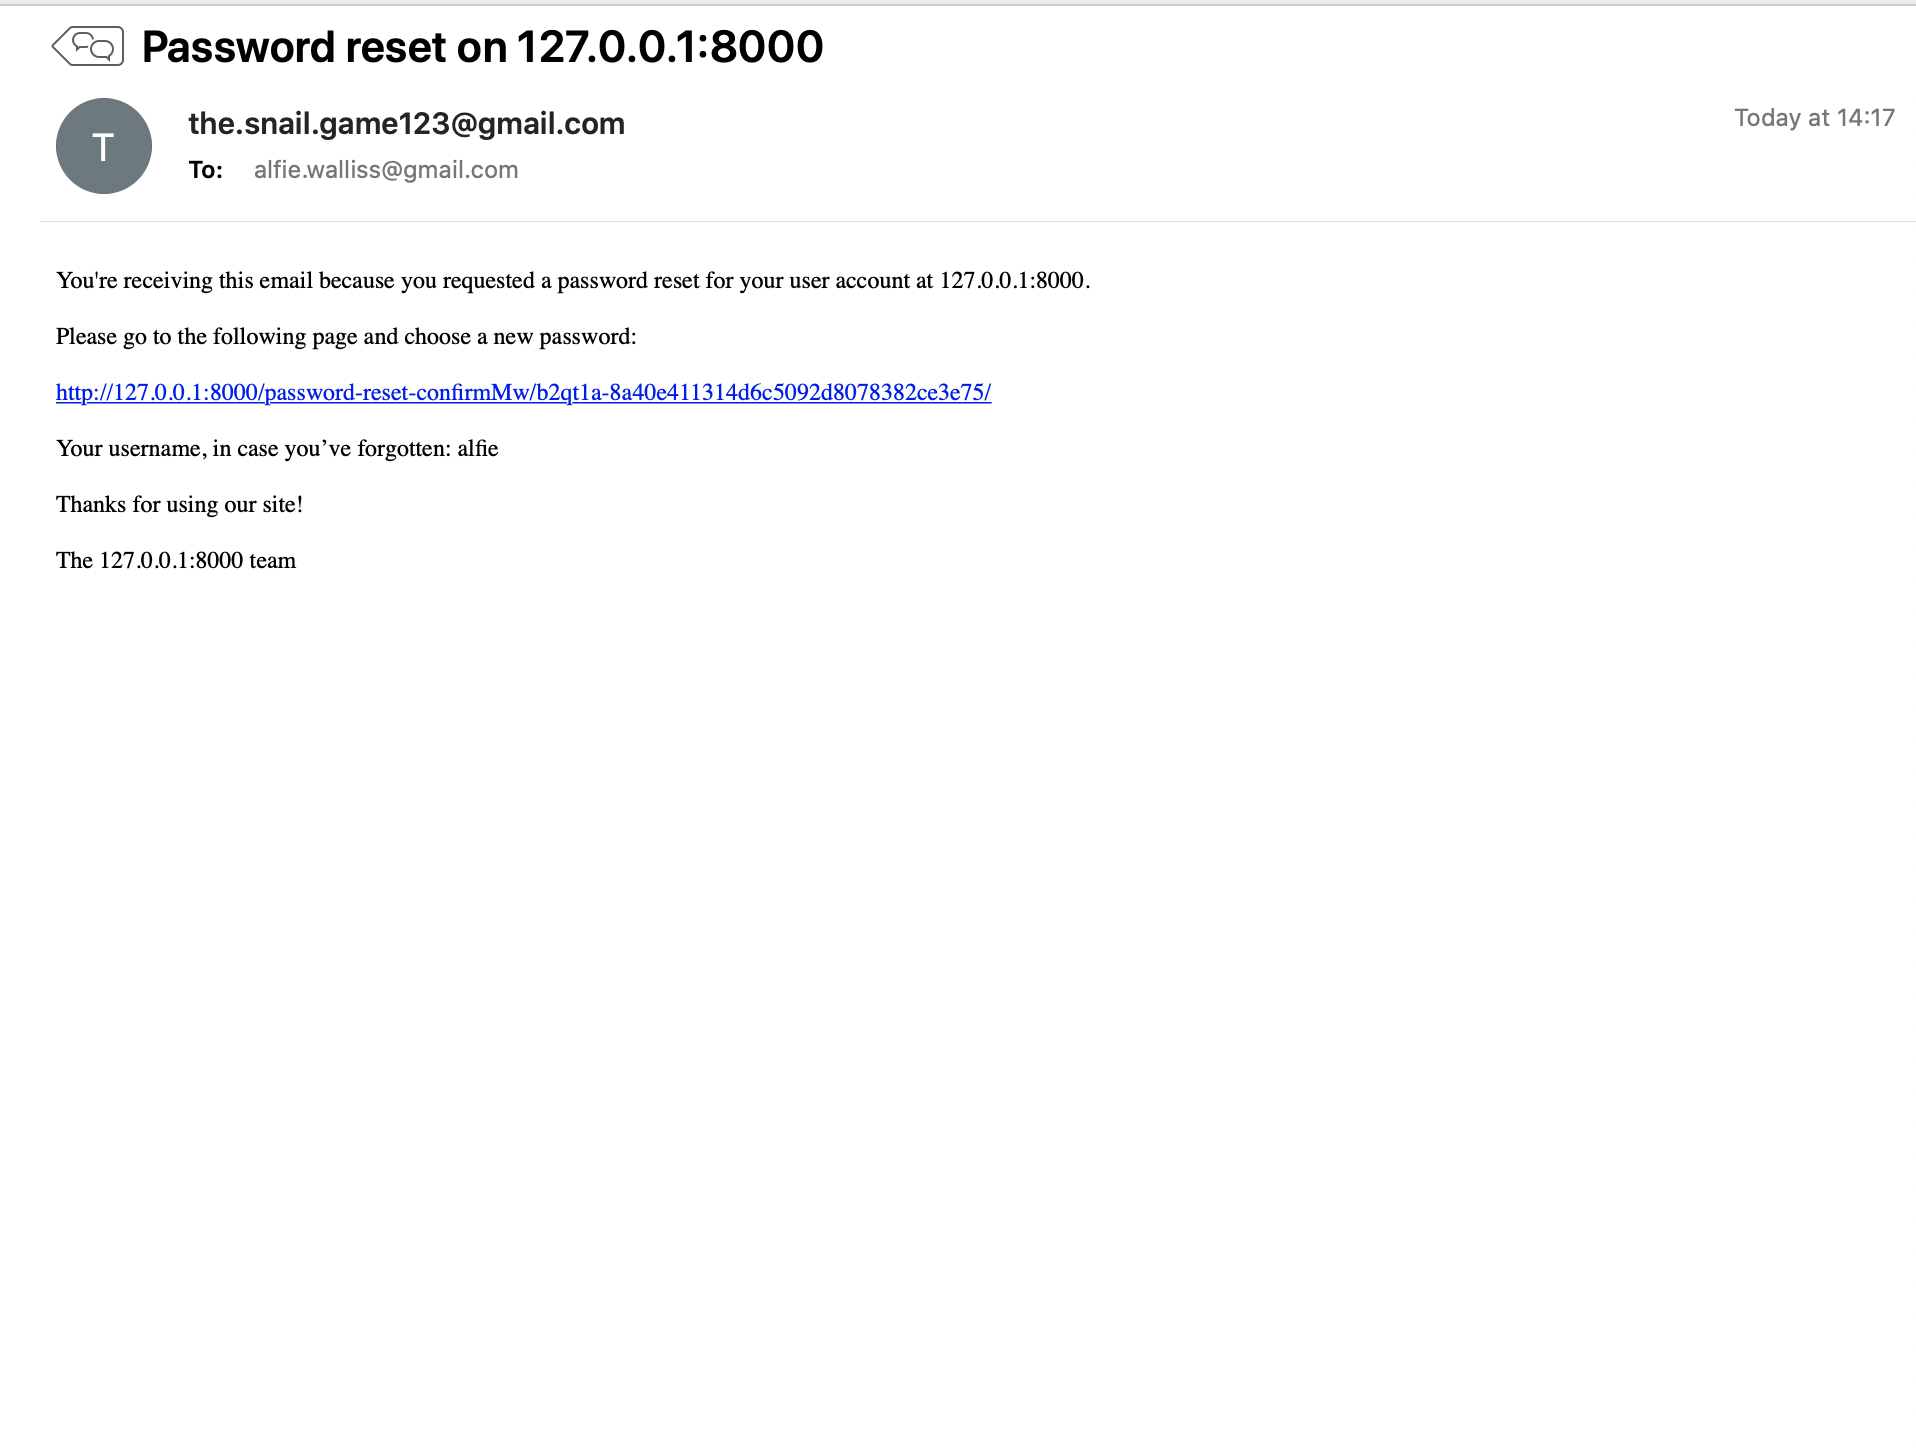 Password reset on 127.0.0.1:8000
T
the.snail.game123@gmail.com
Today at 14:17
To: alfie.walliss@gmail.com
You're receiving this email because you requested a password reset for your user account at 127.0.0.1:8000.
Please go to the following page and choose a new password:
http://127.0.0.1:8000/password-reset-confirmMw/b2qt1a-8a40e411314d6c5092d8078382ce3e75/
Your username, in case you’ve forgotten: alfie
Thanks for using our site!
The 127.0.0.1:8000 team